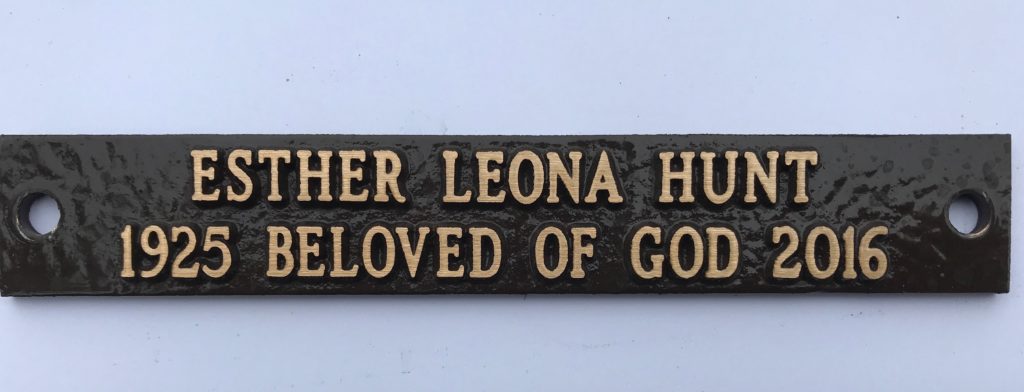 ESTHER LEONA HUNT
1925 BELOVED OF GOD 2016